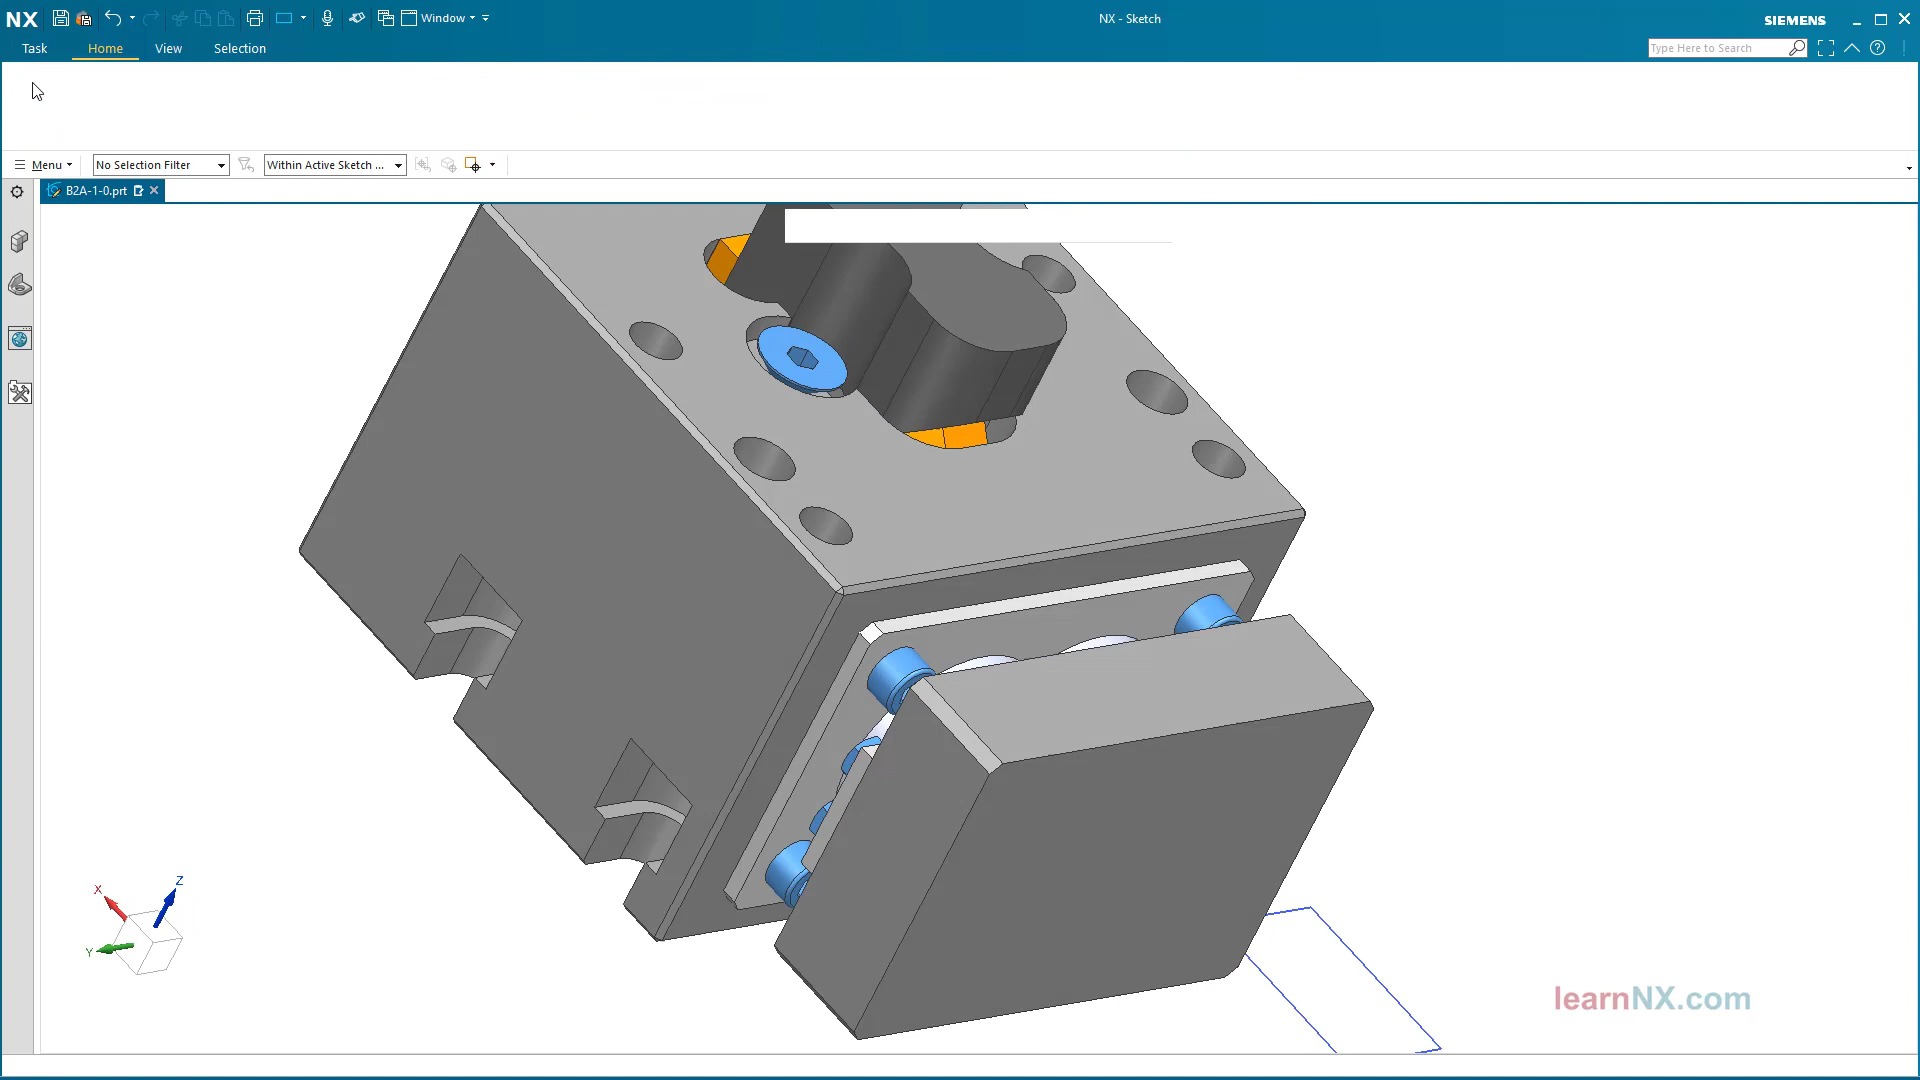 NX
Window
NX - Sketch
SIEMENS
Task
Home
View
Selection
Type Here to Search
Menu
No Selection Filter
Within Active Sketch ...
B2A-1-0.prt
X
Z
Y
learnNX.com